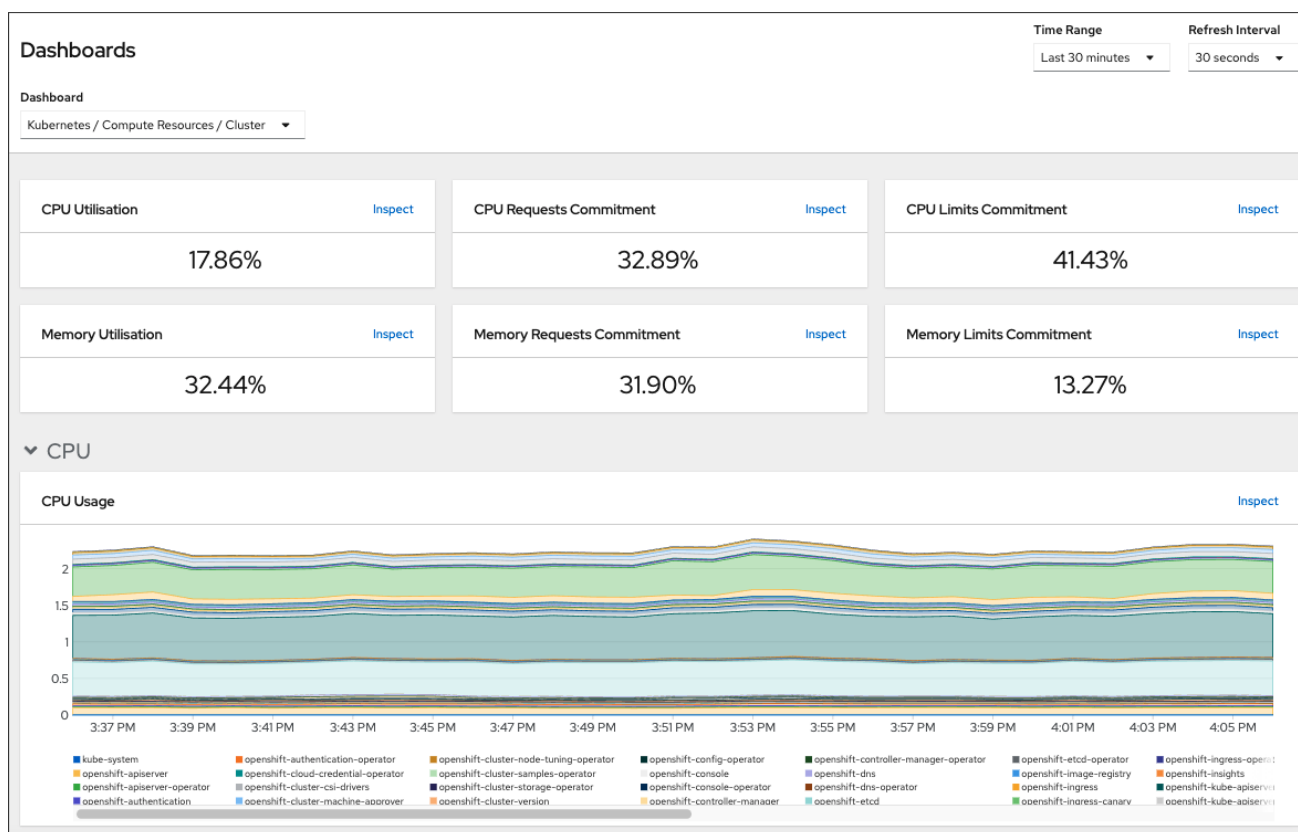 Dashboards
Time Range
Refresh Interval
Last 30 minutes
30 seconds
Dashboard
Kubernetes / Compute Resources / Cluster
CPU Utilisation
Inspect
CPU Requests Commitment
Inspect
CPU Limits Commitment
Inspect
17.86%
32.89%
41.43%
Memory Utilisation
Inspect
Memory Requests Commitment
Inspect
Memory Limits Commitment
Inspect
32.44%
31.90%
13.27%
CPU
CPU Usage
Inspect
2
1.5
1
0.5
0
3:37 PM 3:39 PM 3:41 PM 3:43 PM 3:45 PM 3:47 PM 3:49 PM 3:51 PM 3:53 PM 3:55 PM 3:57 PM 3:59 PM 4:01 PM 4:03 PM 4:05 PM
kube-system openshift-authentication-operator openshift-cluster-node-tuning-operator openshift-config-operator openshift-controller-manager-operator openshift-etcd-operator
openshift-apiserver openshift-cloud-credential-operator openshift-cluster-samples-operator openshift-console openshift-dns openshift-image-registry openshift-insights
openshift-apiserver-operator openshift-cluster-csi-drivers openshift-cluster-storage-operator openshift-console-operator openshift-dns-operator openshift-ingress
openshift-authentication openshift-cluster-machine-approver openshift-cluster-version openshift-controller-manager openshift-etcd openshift-ingress-canary